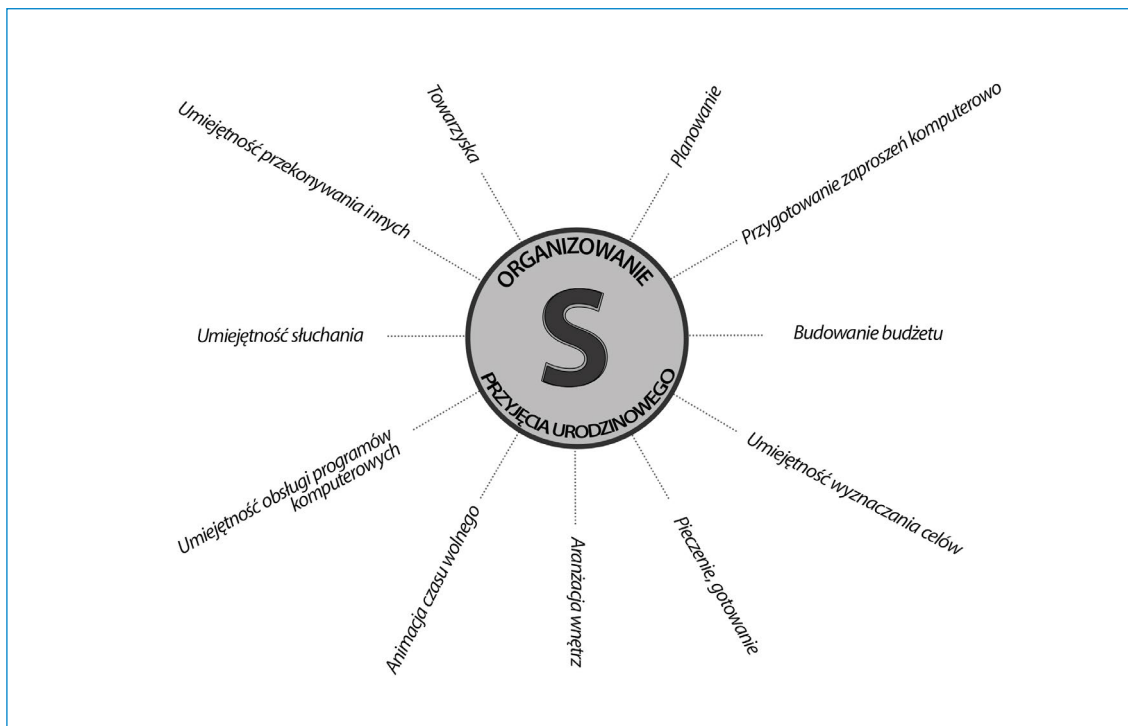 Towarzyska
Planowanie
Umiejętność przekonywania innych
Przygotowanie zaproszeń komputerowo
ORGANIZOWANIE
S
PRZYJĘCIA URODZINOWEGO
Umiejętność słuchania
Budowanie budżetu
Umiejętność obsługi programów
komputerowych
Umiejętność wyznaczania celów
Animacja czasu wolnego
Aranżacja wnętrz
Pieczenie, gotowanie